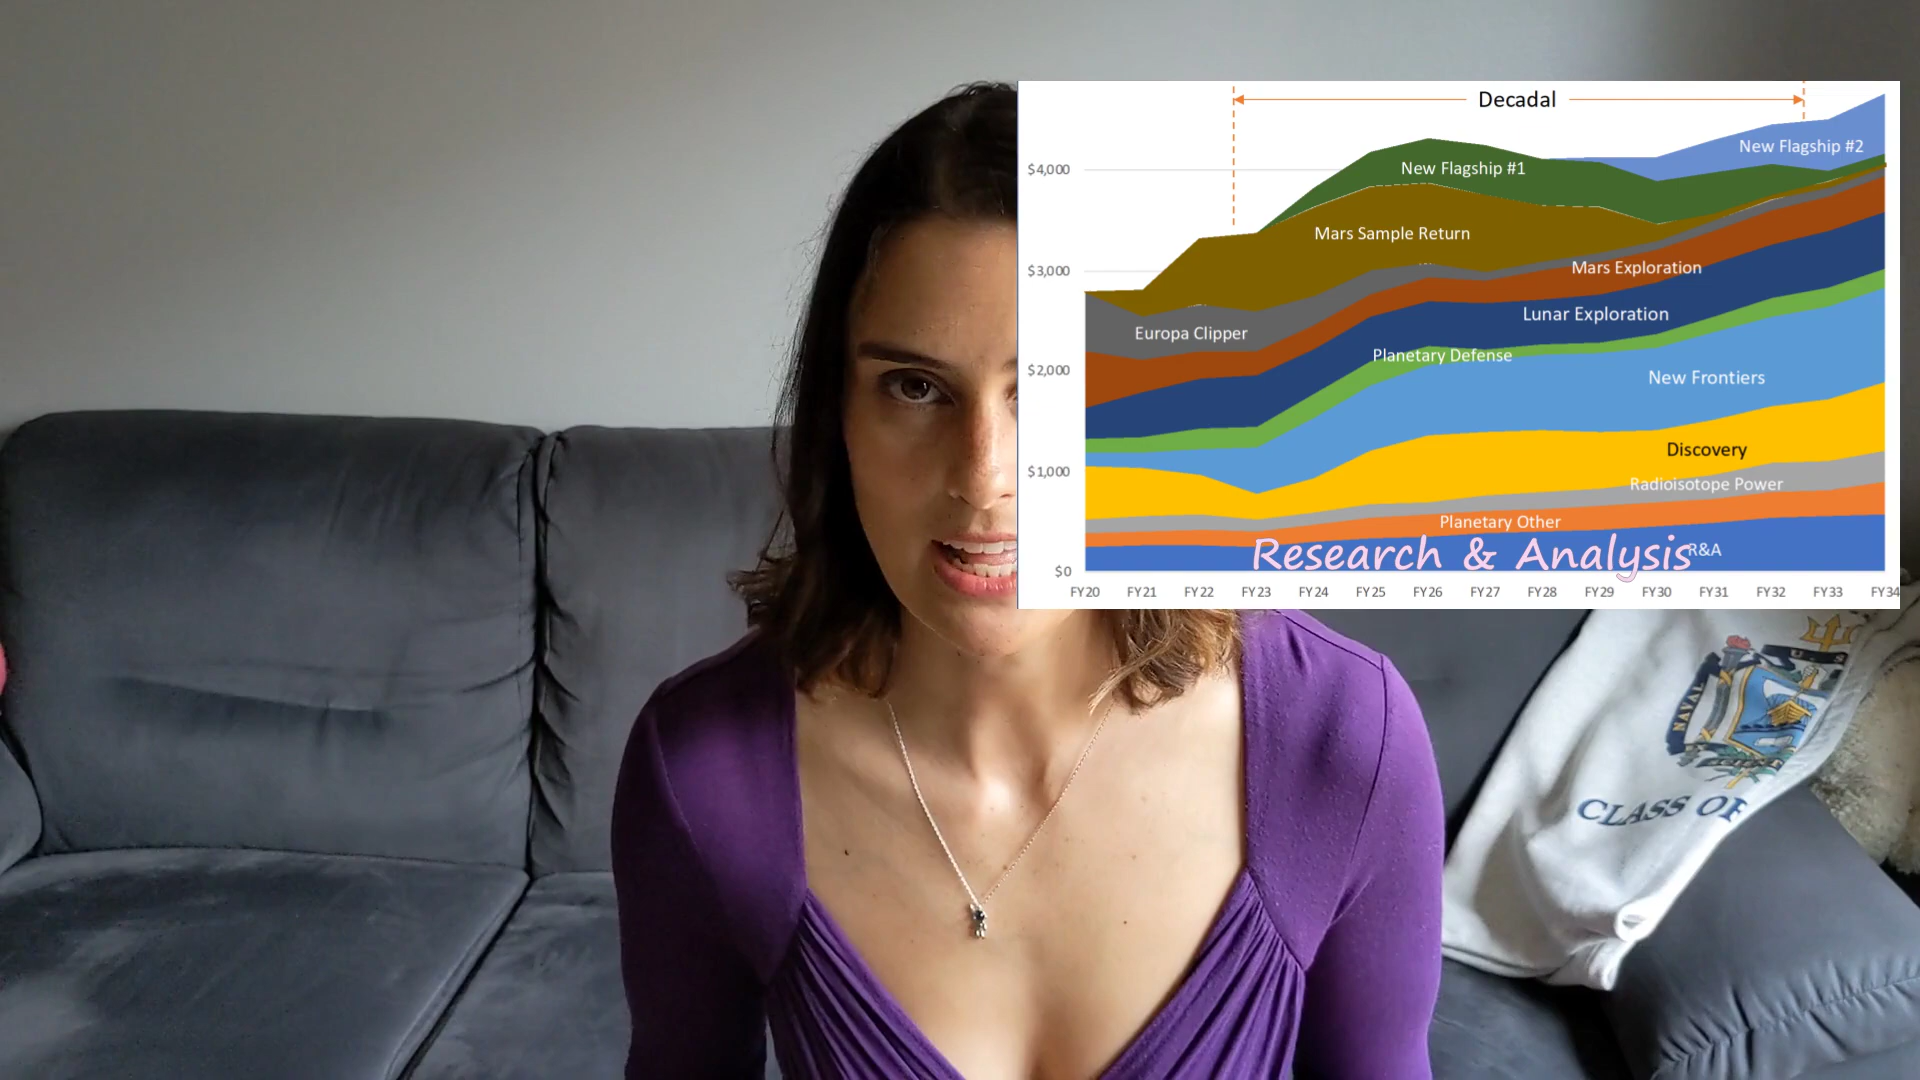 Decadal
New Flagship #2
$4,000
New Flagship #1
Mars Sample Return
$3,000
Mars Exploration
Lunar Exploration
Europa Clipper
Planetary Defense
$2,000
New Frontiers
Discovery
$1,000
Radioisotope Power
Planetary Other
Research & Analysis
R&A
$0
FY20 FY21 FY22 FY23 FY24 FY25 FY26 FY27 FY28 FY29 FY30 FY31 FY32 FY33 FY34
U.S
NAVAL
CLASS OF